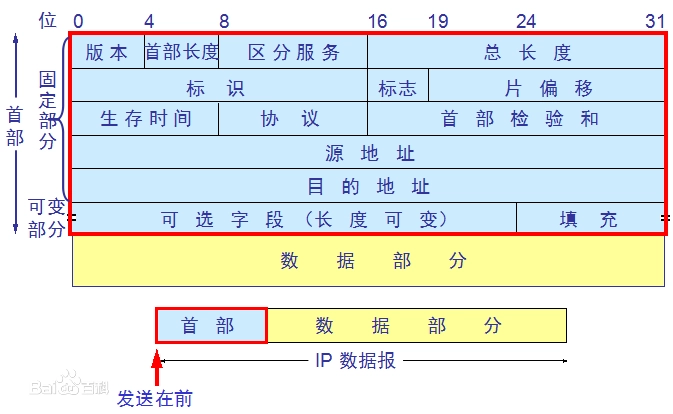 位 0 4 8 16 19 24 31
版本 首部长度 区分服务 总长度
标识 标志 片偏移
生存时间 协议 首部检验和
源地址
目的地址
可选字段（长度可变） 填充
数据部分
首部
固定部分
可变部分
首部 数据部分
IP 数据报
发送在前
Baidu百科